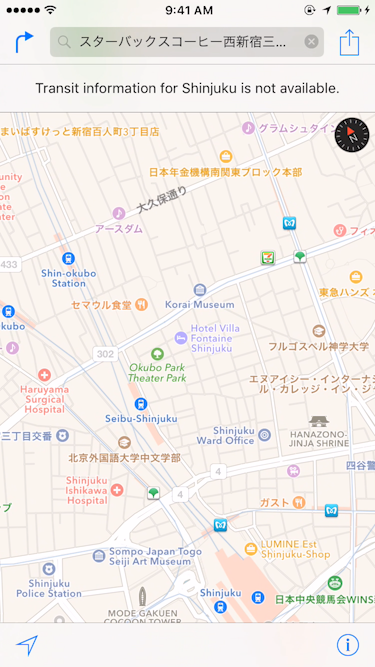 9:41 AM
スターバックスコーヒー西新宿三...
Transit information for Shinjuku is not available.
まいばすけっと新宿百人町3丁目店
グラムシュタイン
N
日本年金機構南関東ブロック本部
大久保通り
アースダム
フィオ
433
Shin-okubo
Station
東急ハンズ
セマウル食堂
Korai Museum
kubo
Hotel Villa
Fontaine
Shinjuku
302
フルゴスペル神学大学
Okubo Park
Theater Park
エヌアイシー・インターナシ
ル・カレッジ・イン・ジ
Haruyama
Surgical
Hospital
Seibu-Shinjuku
三丁目交番
Shinjuku
Ward Office
HANAZONO-
JINJA SHRINE
北京外国語大学中文学部
四谷警
Shinjuku
Ishikawa
Hospital
4
4
ガスト
LUMINE Est
Shinjuku-Shop
Sompo Japan Togo
Seiji Art Museum
Shinjuku
Police Station
Shinjuku
日本中央競馬会WINS
MODE GAKUEN
COCOON TOWER